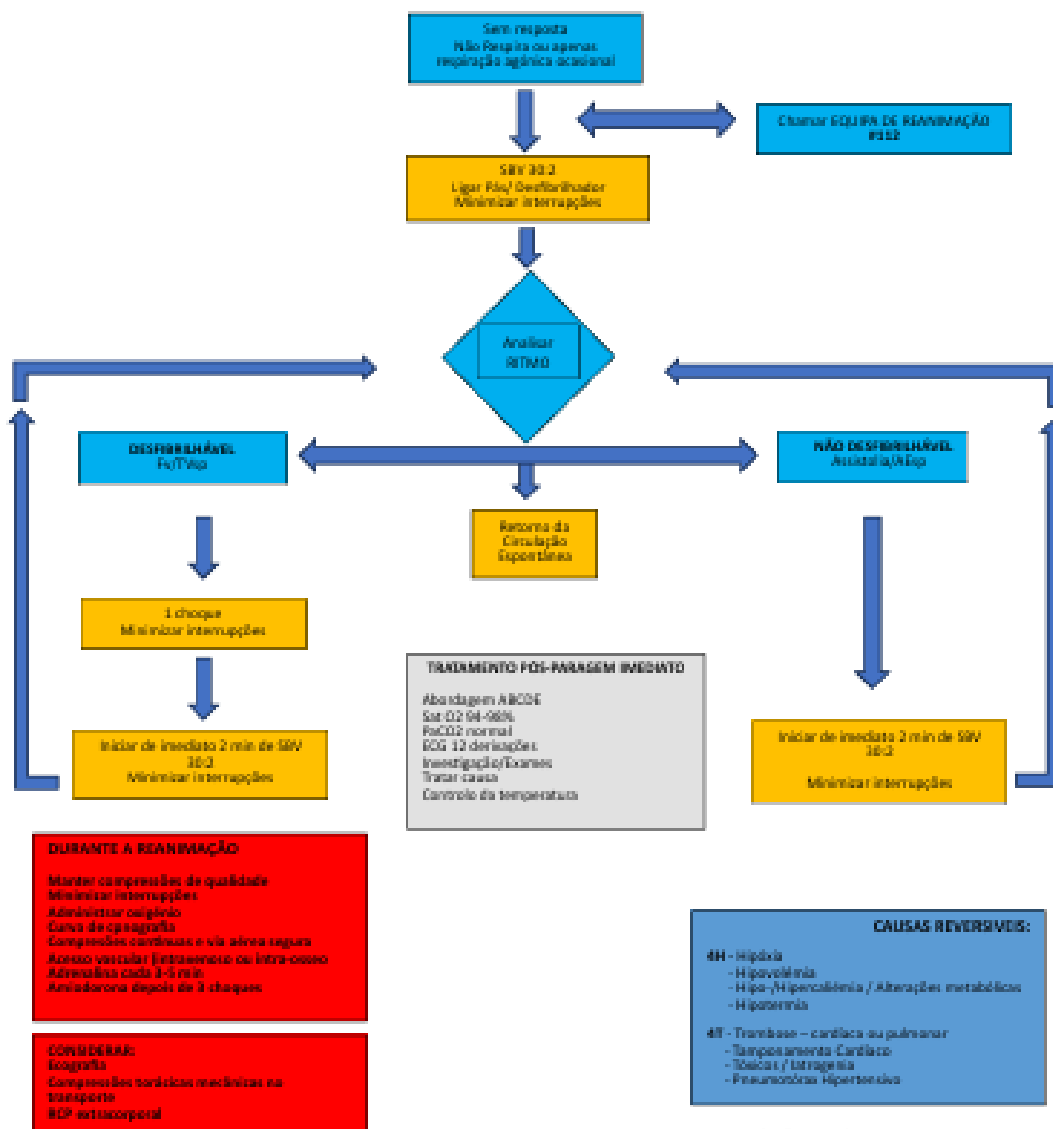 Sem resposta
Não Respira ou apenas
respiração agónica ocasional
Chamar EQUIPA DE REANIMAÇÃO
#112
SBV 30:2
Ligar Pás/ Desfibrilhador
Minimizar interrupções
Analisar
RITMO
DESFIBRILHÁVEL
Fv/TVsp
NÃO DESFIBRILHÁVEL
Assistolia/AEsp
Retorno da
Circulação
Espontânea
1 choque
Minimizar interrupções
Iniciar de imediato 2 min de SBV
30:2
Minimizar interrupções
TRATAMENTO PÓS-PARAGEM IMEDIATO
Abordagem ABCDE
Sat O2 94-98%
PaCO2 normal
ECG 12 derivações
Investigação/Exames
Tratar causa
Controlo da temperatura
Iniciar de imediato 2 min de SBV
30:2
Minimizar interrupções
DURANTE A REANIMAÇÃO
Manter compressões de qualidade
Minimizar interrupções
Administrar oxigénio
Curva de cpnografia
Compressões contínuas e via aérea segura
Acesso vascular (intravenoso ou intra-osseo
Adrenalina cada 3-5 min
Amiodorona depois de 3 choques
CONSIDERAR:
Ecografia
Compressões torácicas mecânicas no
transporte
RCP extracorporal
CAUSAS REVERSIVEIS:
4H - Hipóxia
- Hipovolémia
- Hipo-/Hipercaliémia / Alterações metabólicas
- Hipotermia
4T - Trombose – cardíaca ou pulmonar
- Tamponamento Cardíaco
- Tóxicos / Iatrogenia
- Pneumotórax Hipertensivo